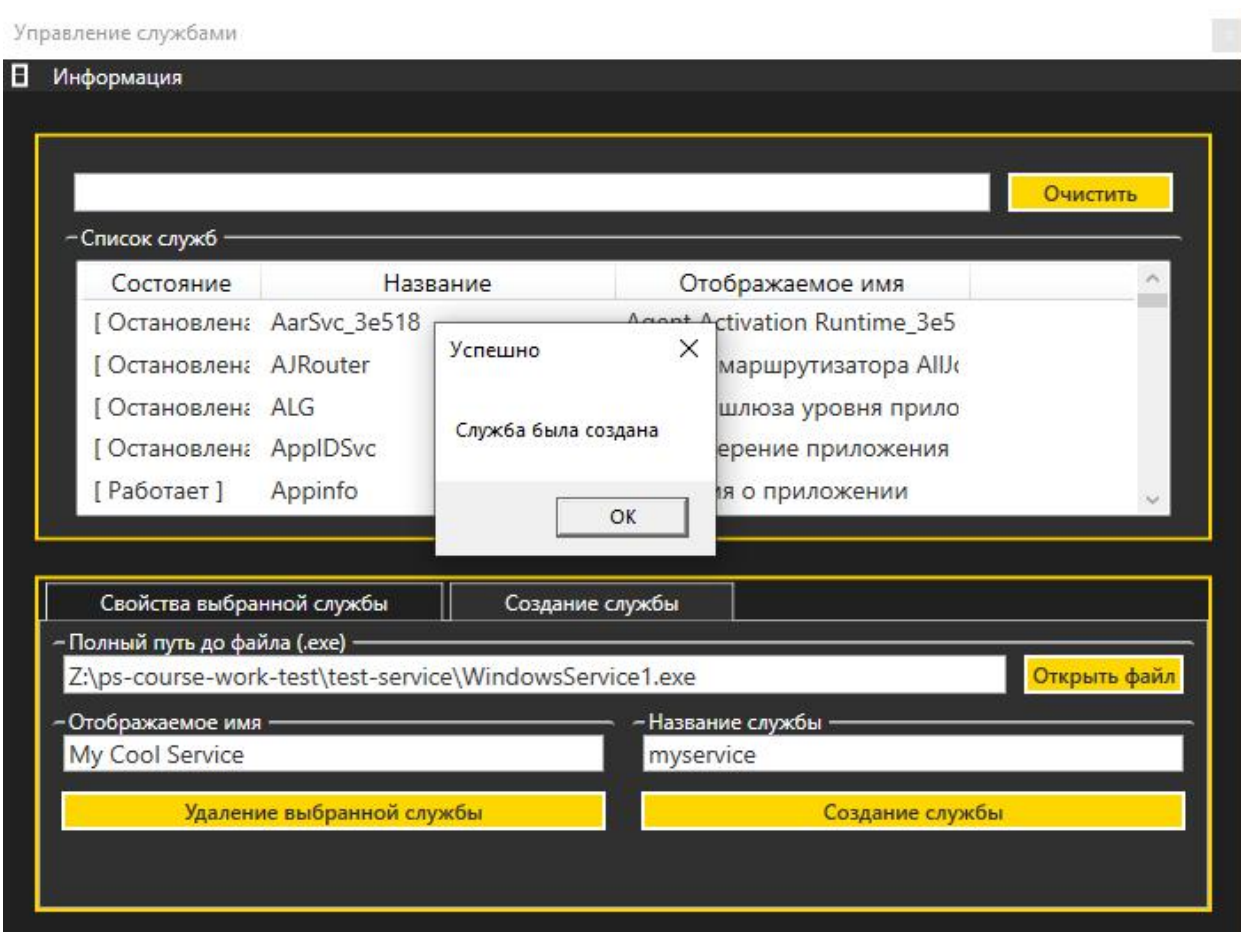 Управление службами
Информация
Очистить
Список служб
Состояние Название Отображаемое имя
[ Остановлена AarSvc_3e518 Agent Activation Runtime_3e5
[ Остановлена AJRouter маршрутизатора AllJo
[ Остановлена ALG шлюза уровня прило
[ Остановлена AppIDSvc ерение приложения
[ Работает ] Appinfo ия о приложении
Успешно
Служба была создана
OK
Свойства выбранной службы Создание службы
Полный путь до файла (.exe)
Z:\ps-course-work-test\test-service\WindowsService1.exe Открыть файл
Отображаемое имя Название службы
My Cool Service myservice
Удаление выбранной службы Создание службы